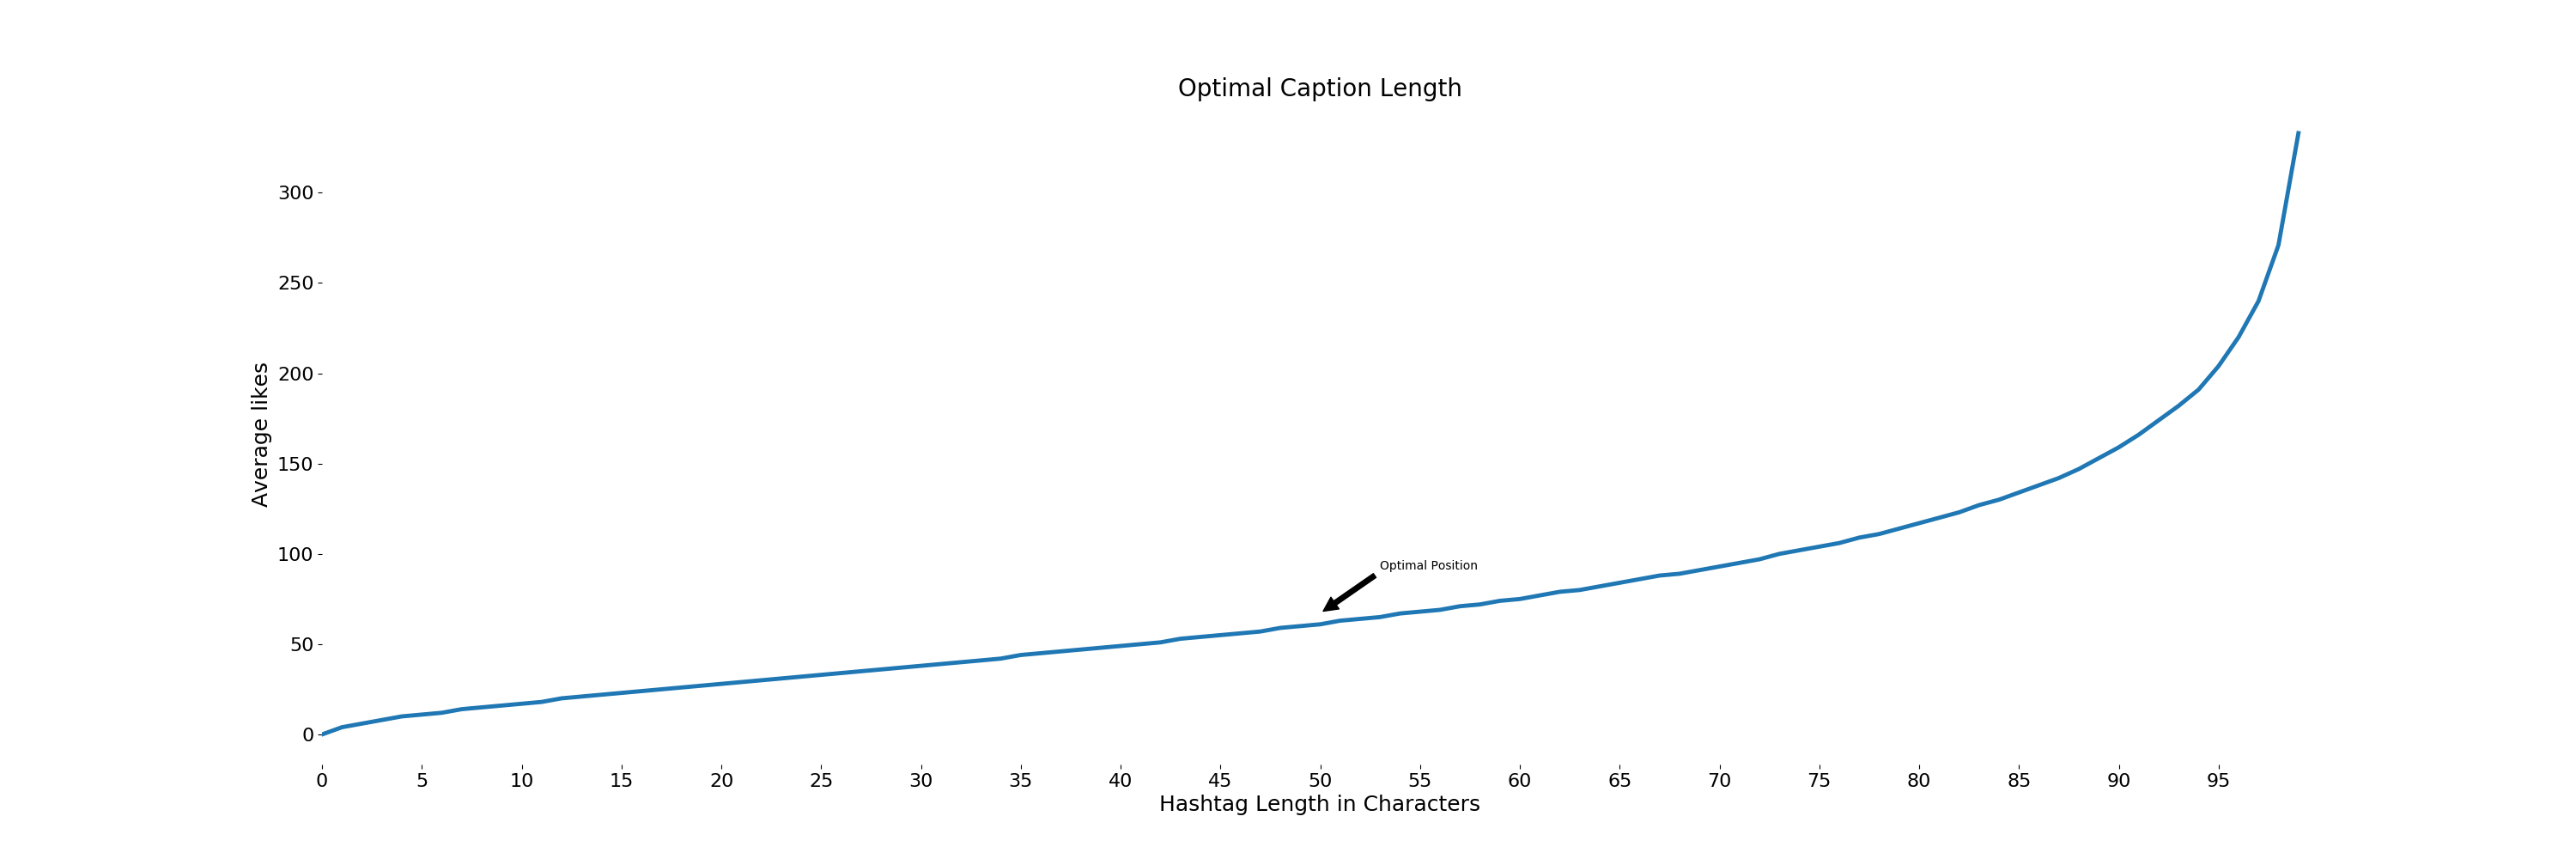 Optimal Caption Length
300
250
200
150
100
50
0
Average likes
Optimal Position
0 5 10 15 20 25 30 35 40 45 50 55 60 65 70 75 80 85 90 95
Hashtag Length in Characters